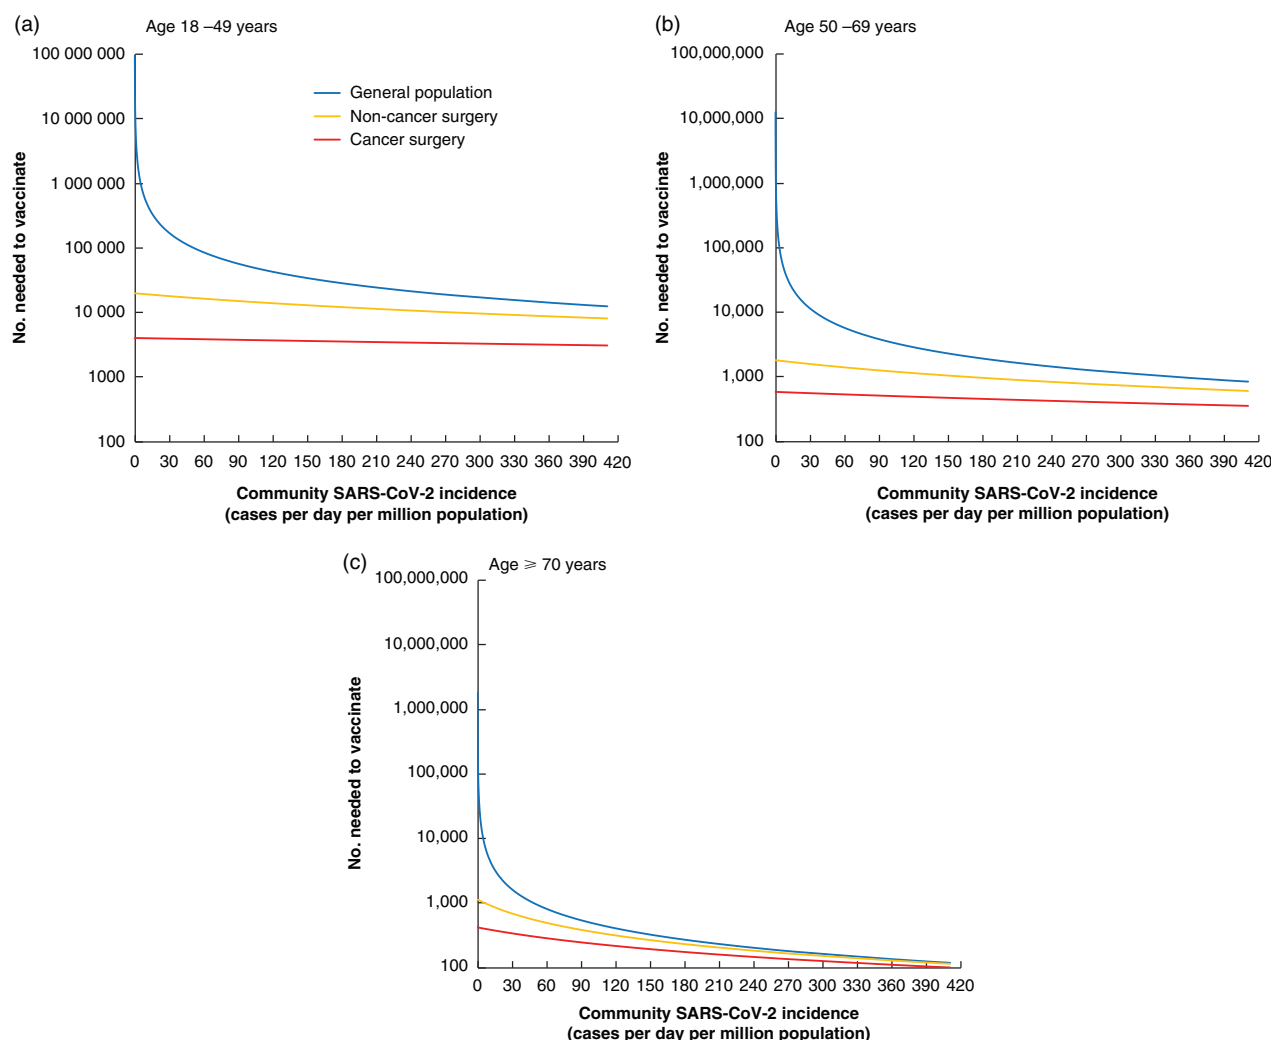 (a)
Age 18 –49 years
100 000 000
10 000 000
1 000 000
100 000
10 000
1000
100
No. needed to vaccinate
General population
Non-cancer surgery
Cancer surgery
0 30 60 90 120 150 180 210 240 270 300 330 360 390 420
Community SARS-CoV-2 incidence
(cases per day per million population)
(b)
Age 50 –69 years
100,000,000
10,000,000
1,000,000
100,000
10,000
1,000
100
No. needed to vaccinate
0 30 60 90 120 150 180 210 240 270 300 330 360 390 420
Community SARS-CoV-2 incidence
(cases per day per million population)
(c)
Age ⩾ 70 years
100,000,000
10,000,000
1,000,000
100,000
10,000
1,000
100
No. needed to vaccinate
0 30 60 90 120 150 180 210 240 270 300 330 360 390 420
Community SARS-CoV-2 incidence
(cases per day per million population)